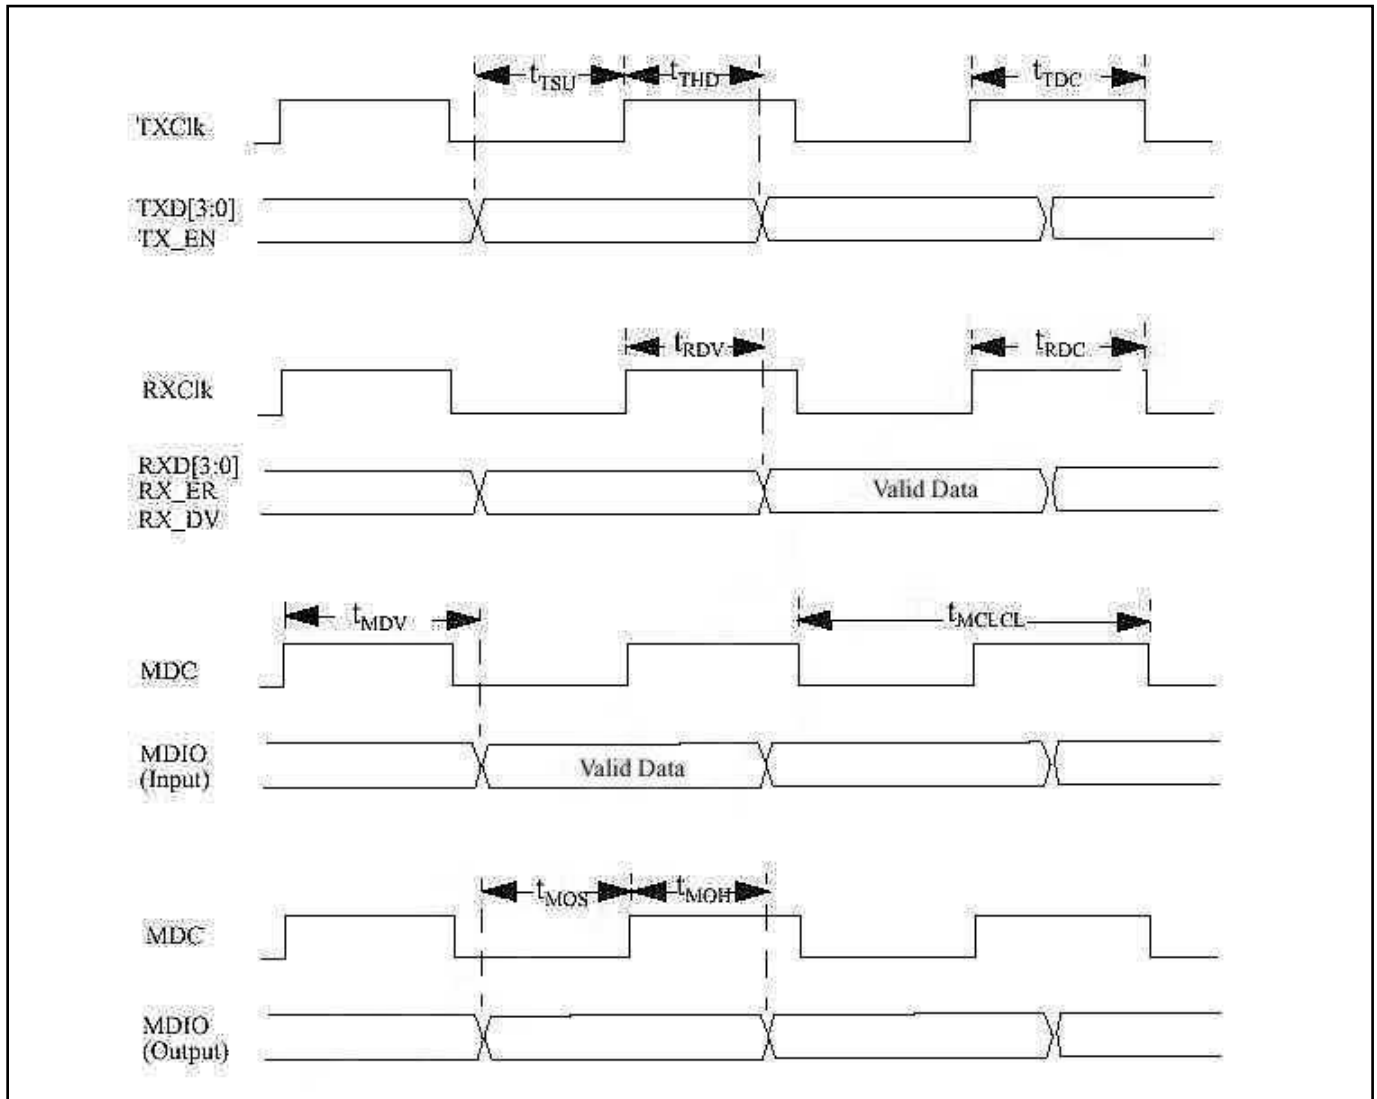 tTSU tTHD tTDC
TXClk
TXD[3:0]
TX_EN
tRDV tRDC
RXClk
RXD[3:0]
RX_ER Valid Data
RX_DV
tMDV tMCLCL
MDC
MDIO
(Input) Valid Data
tMOS tMOH
MDC
MDIO
(Output)